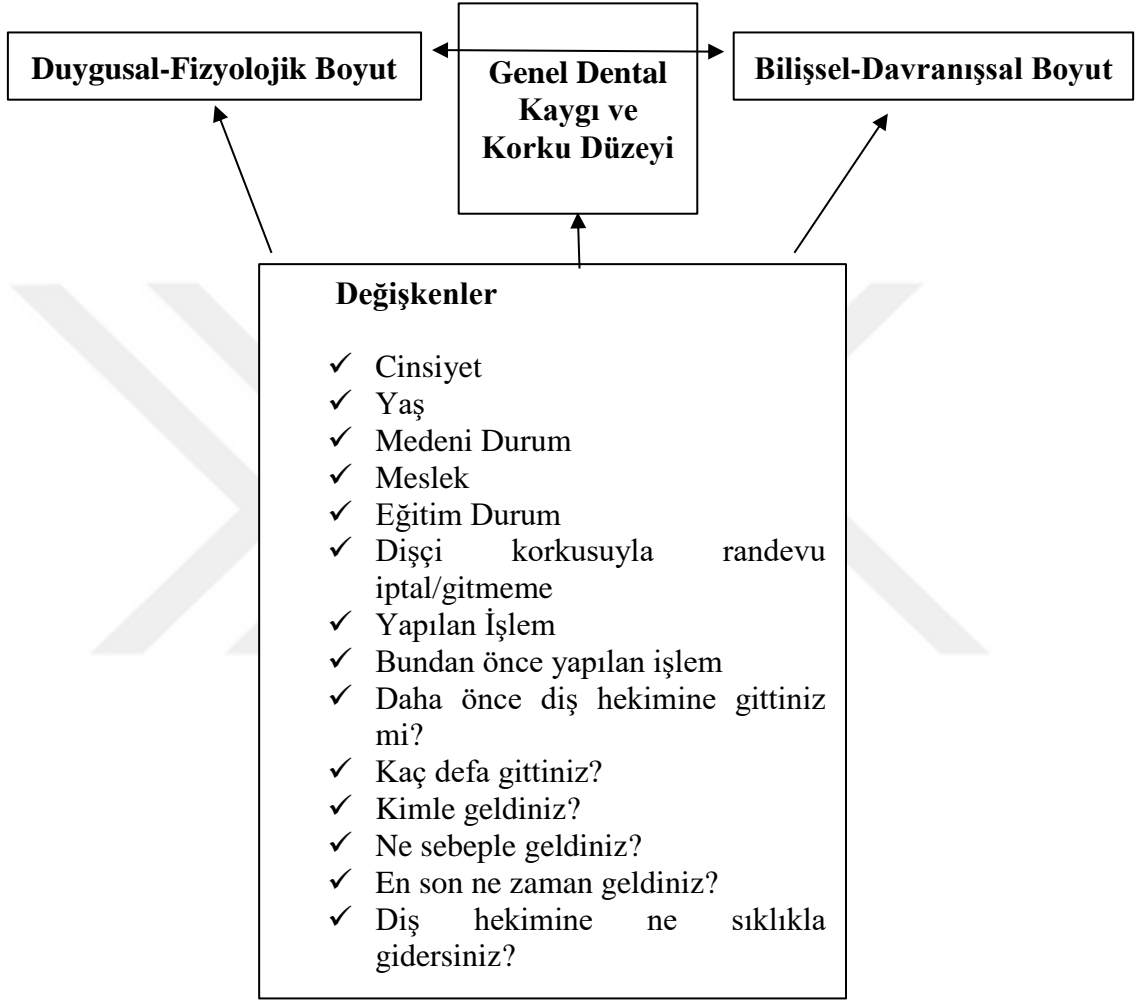 Duygusal-Fizyolojik Boyut
Genel Dental
Kaygı ve
Korku Düzeyi
Bilişsel-Davranışsal Boyut
Değişkenler
✓ Cinsiyet
✓ Yaş
✓ Medeni Durum
✓ Meslek
✓ Eğitim Durum
✓ Dişçi korkusuyla randevu
iptal/gitmeme
✓ Yapılan İşlem
✓ Bundan önce yapılan işlem
✓ Daha önce diş hekimine gittiniz
mi?
✓ Kaç defa gittiniz?
✓ Kimle geldiniz?
✓ Ne sebeple geldiniz?
✓ En son ne zaman geldiniz?
✓ Diş hekimine ne sıklıkla
gidersiniz?